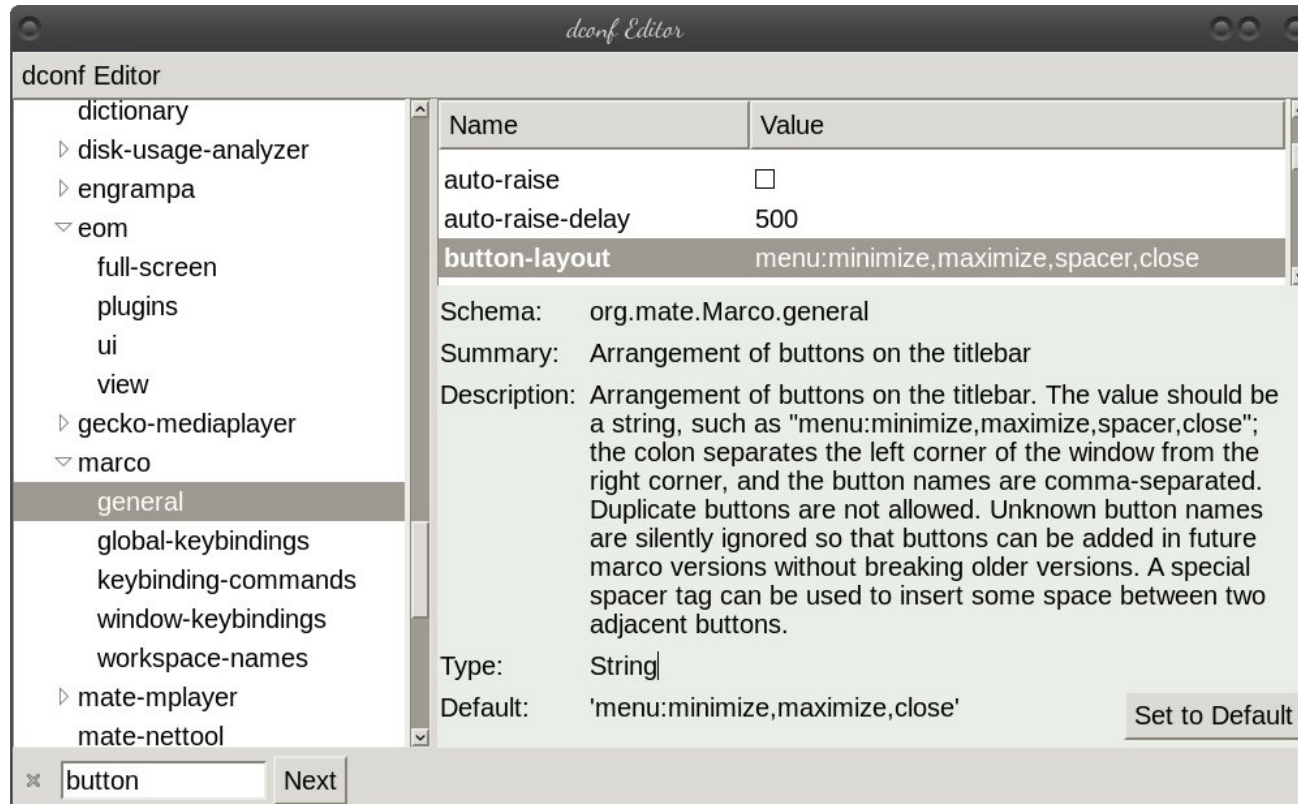 dconf Editor
dconf Editor
dictionary
disk-usage-analyzer
engrampa
eom
full-screen
plugins
ui
view
gecko-mediaplayer
marco
general
global-keybindings
keybinding-commands
window-keybindings
workspace-names
mate-mplayer
mate-nettool
Name Value
auto-raise
auto-raise-delay 500
button-layout menu:minimize,maximize,spacer,close
Schema: org.mate.Marco.general
Summary: Arrangement of buttons on the titlebar
Description: Arrangement of buttons on the titlebar. The value should be
a string, such as "menu:minimize,maximize,spacer,close";
the colon separates the left corner of the window from the
right corner, and the button names are comma-separated.
Duplicate buttons are not allowed. Unknown button names
are silently ignored so that buttons can be added in future
marco versions without breaking older versions. A special
spacer tag can be used to insert some space between two
adjacent buttons.
Type: String
Default: 'menu:minimize,maximize,close'
Set to Default
button Next